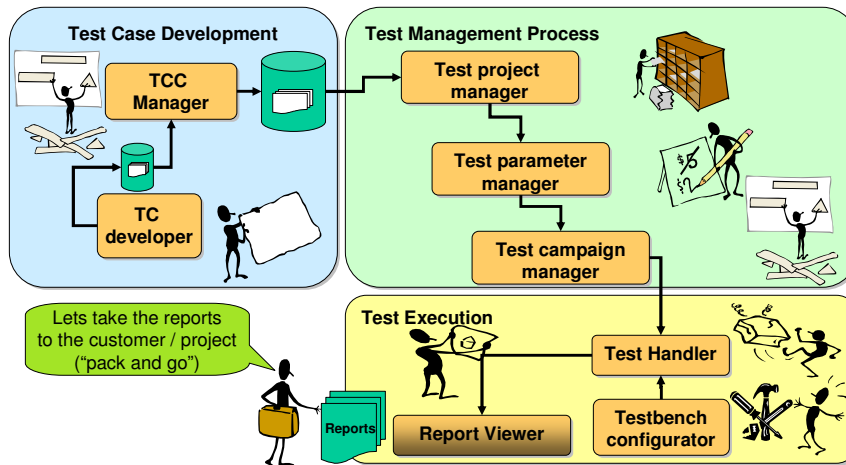 Test Case Development
TCC
Manager
TC
developer
Test Management Process
Test project
manager
Test parameter
manager
Test campaign
manager
$5
Lets take the reports
to the customer / project
(“pack and go”)
Test Execution
Test Handler
Testbench
configurator
Report Viewer
Reports